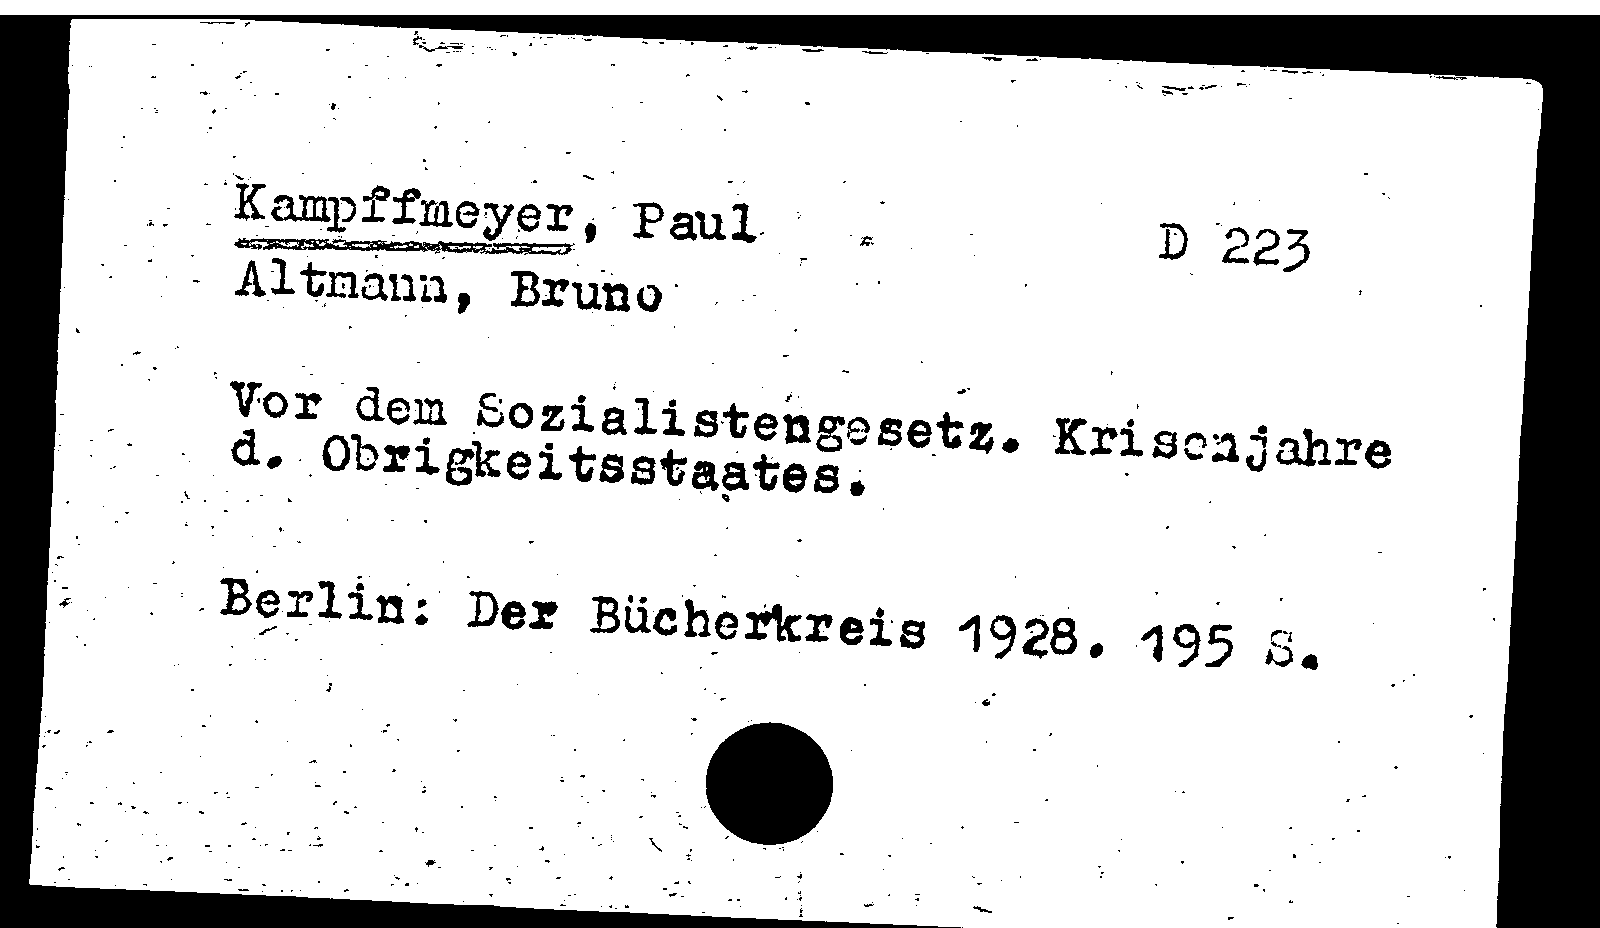 Kampffmeyer, Paul
D 223
Altmann, Bruno
Vor dem Sozialistengesetz. Krisenjahre
d. Obrigkeitsstaates.
Berlin: Der Bücherkreis 1928. 195 S.